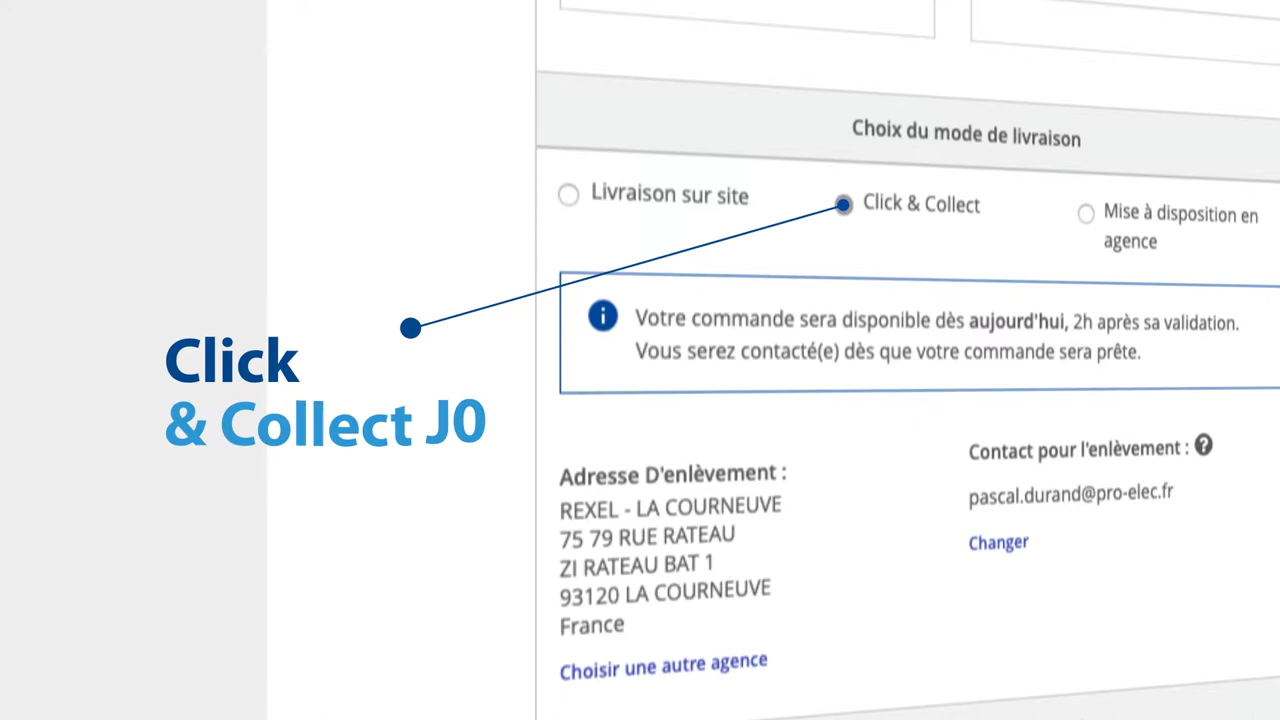 Choix du mode de livraison
Livraison sur site
Click & Collect
Mise à disposition en
agence
i
Votre commande sera disponible dès aujourd'hui, 2h après sa validation.
Vous serez contacté(e) dès que votre commande sera prête.
Click
& Collect J0
Adresse D'enlèvement :
REXEL - LA COURNEUVE
75 79 RUE RATEAU
ZI RATEAU BAT 1
93120 LA COURNEUVE
France
Choisir une autre agence
Contact pour l'enlèvement : ?
pascal.durand@pro-elec.fr
Changer